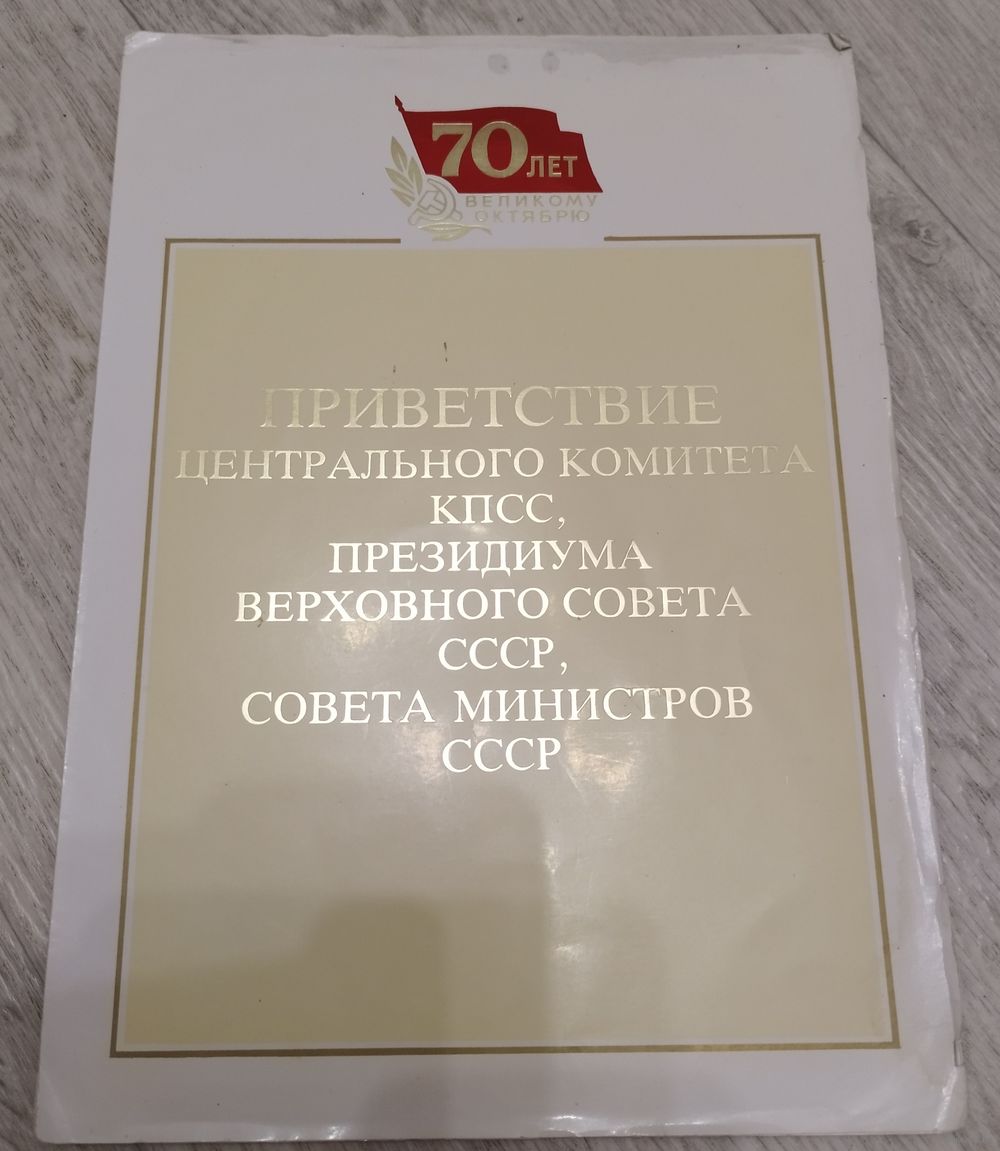 70 ЛЕТ
ВЕЛИКОМУ
ОКТЯБРЮ
ПРИВЕТСТВИЕ
ЦЕНТРАЛЬНОГО КОМИТЕТА
КПСС,
ПРЕЗИДИУМА
ВЕРХОВНОГО СОВЕТА
СССР,
СОВЕТА МИНИСТРОВ
СССР